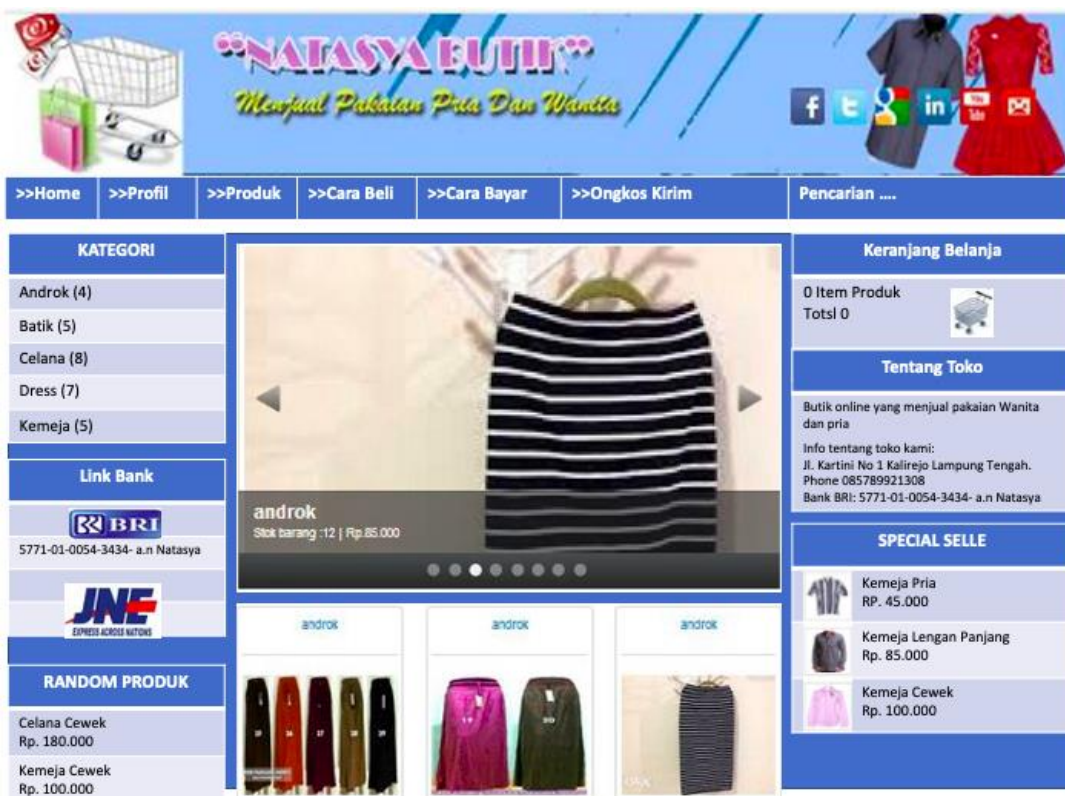 “NATASYA BUTIK”
Menjual Pakaian Pria Dan Wanita
>>Home >>Profil >>Produk >>Cara Beli >>Cara Bayar >>Ongkos Kirim Pencarian ....
KATEGORI
Androk (4)
Batik (5)
Celana (8)
Dress (7)
Kemeja (5)
Link Bank
BRI
5771-01-0054-3434- a.n Natasya
JNE
EXPRESS ACROSS NATIONS
RANDOM PRODUK
Celana Cewek
Rp. 180.000
Kemeja Cewek
Rp. 100.000
androk
Stok barang :12 | Rp.85.000
androk
androk
androk
Keranjang Belanja
0 Item Produk
Totsl 0
Tentang Toko
Butik online yang menjual pakaian Wanita
dan pria
Info tentang toko kami:
Jl. Kartini No 1 Kalirejo Lampung Tengah.
Phone 085789921308
Bank BRI: 5771-01-0054-3434- a.n Natasya
SPECIAL SELLE
Kemeja Pria
RP. 45.000
Kemeja Lengan Panjang
Rp. 85.000
Kemeja Cewek
Rp. 100.000